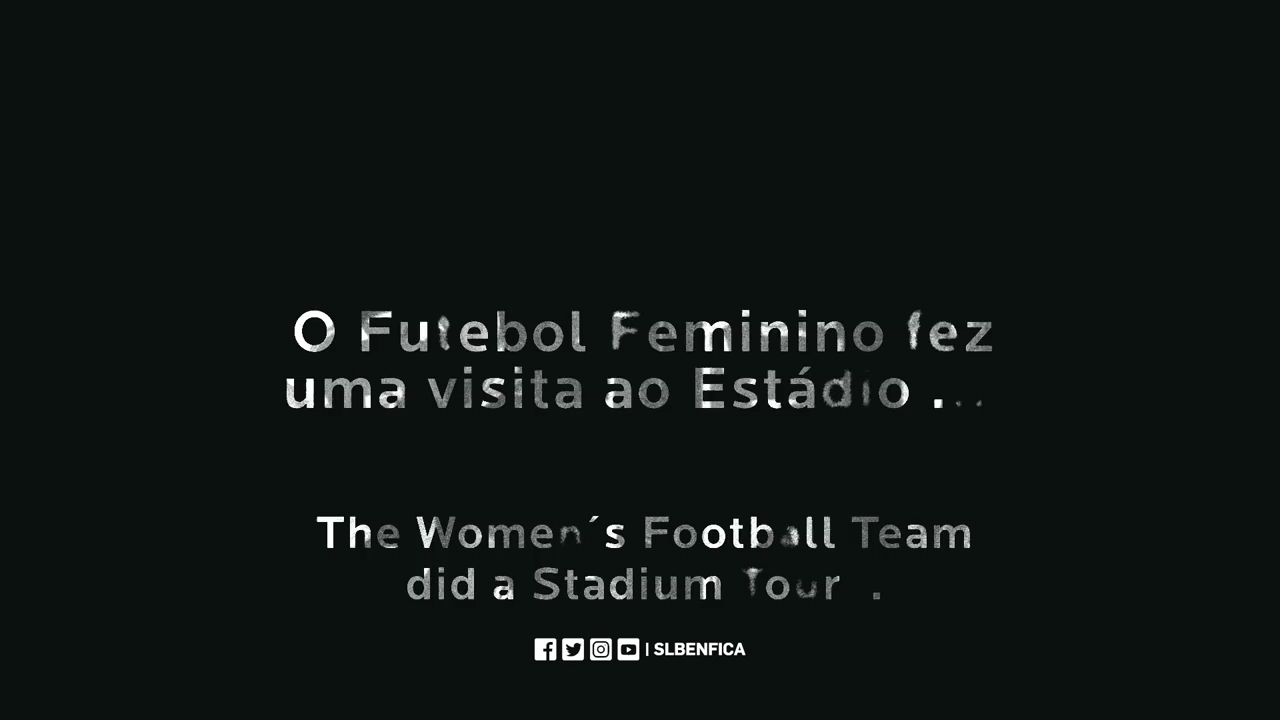 O Futebol Feminino fez
uma visita ao Estádio ...
The Women´s Football Team
did a Stadium Tour .
| SLBENFICA